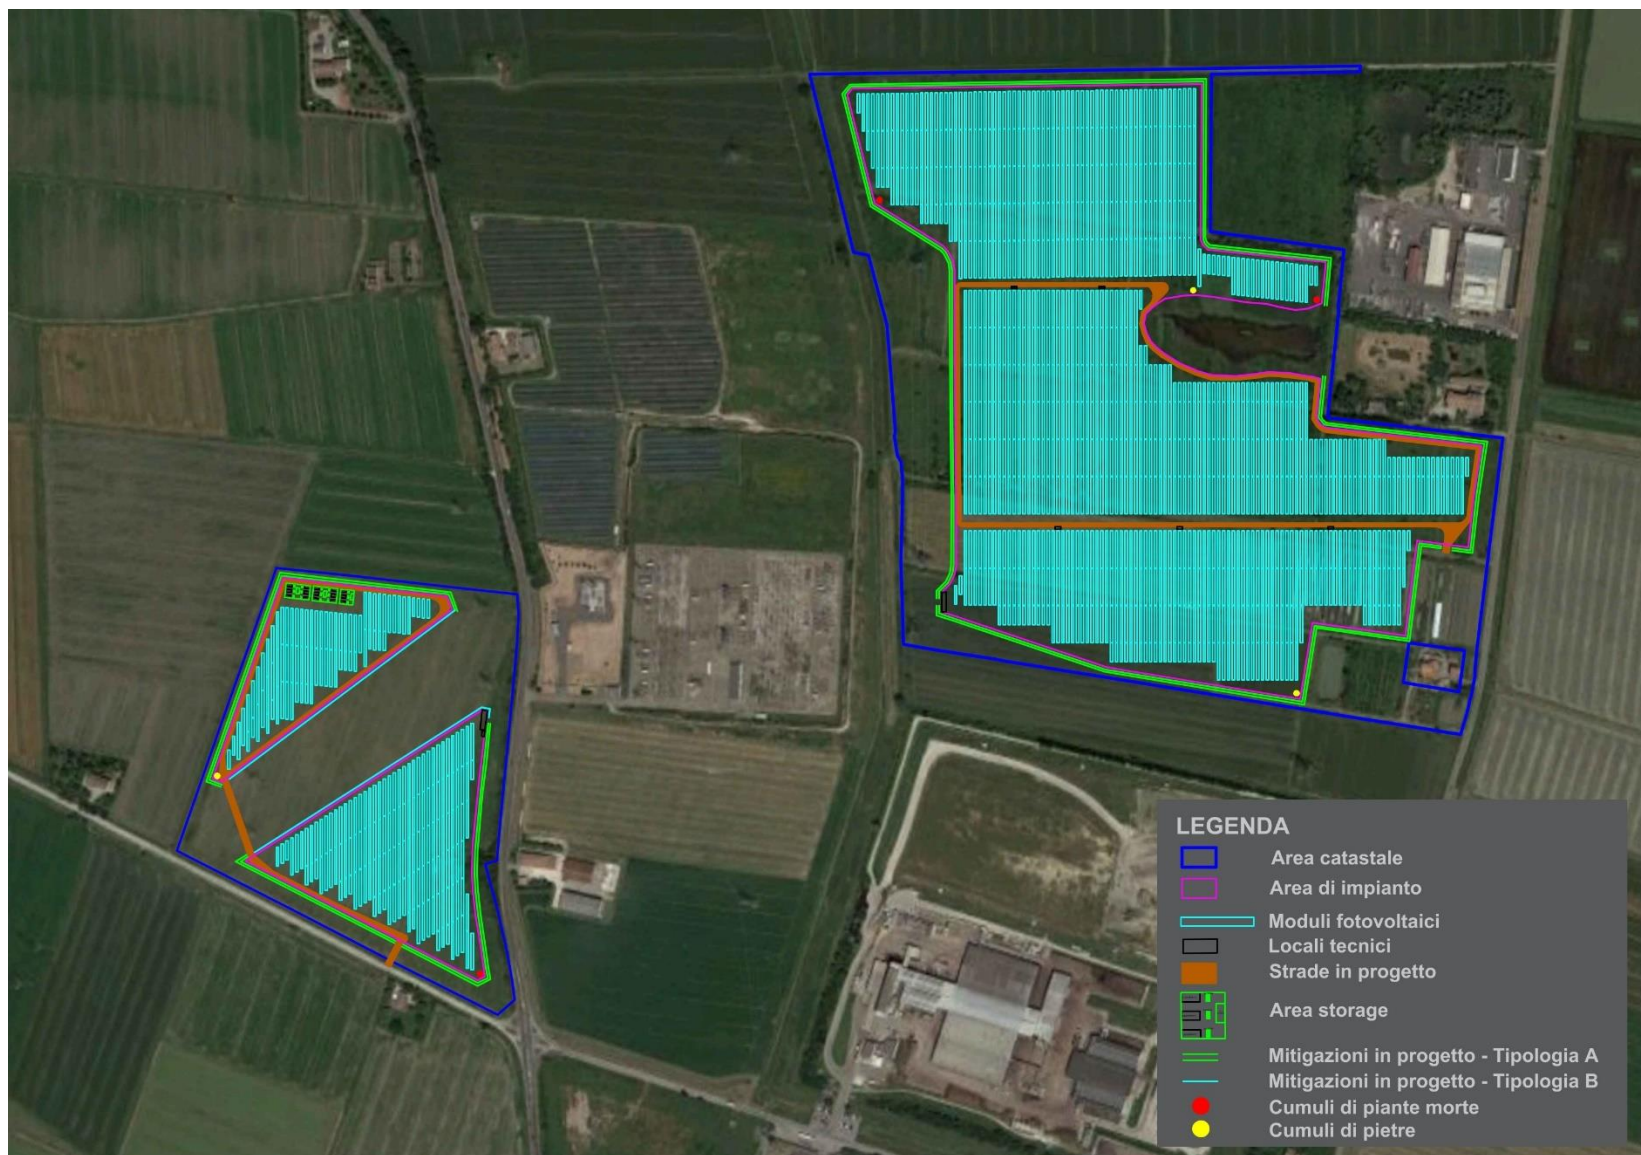 LEGENDA
Area catastale
Area di impianto
Moduli fotovoltaici
Locali tecnici
Strade in progetto
Area storage
Mitigazioni in progetto - Tipologia A
Mitigazioni in progetto - Tipologia B
Cumuli di piante morte
Cumuli di pietre